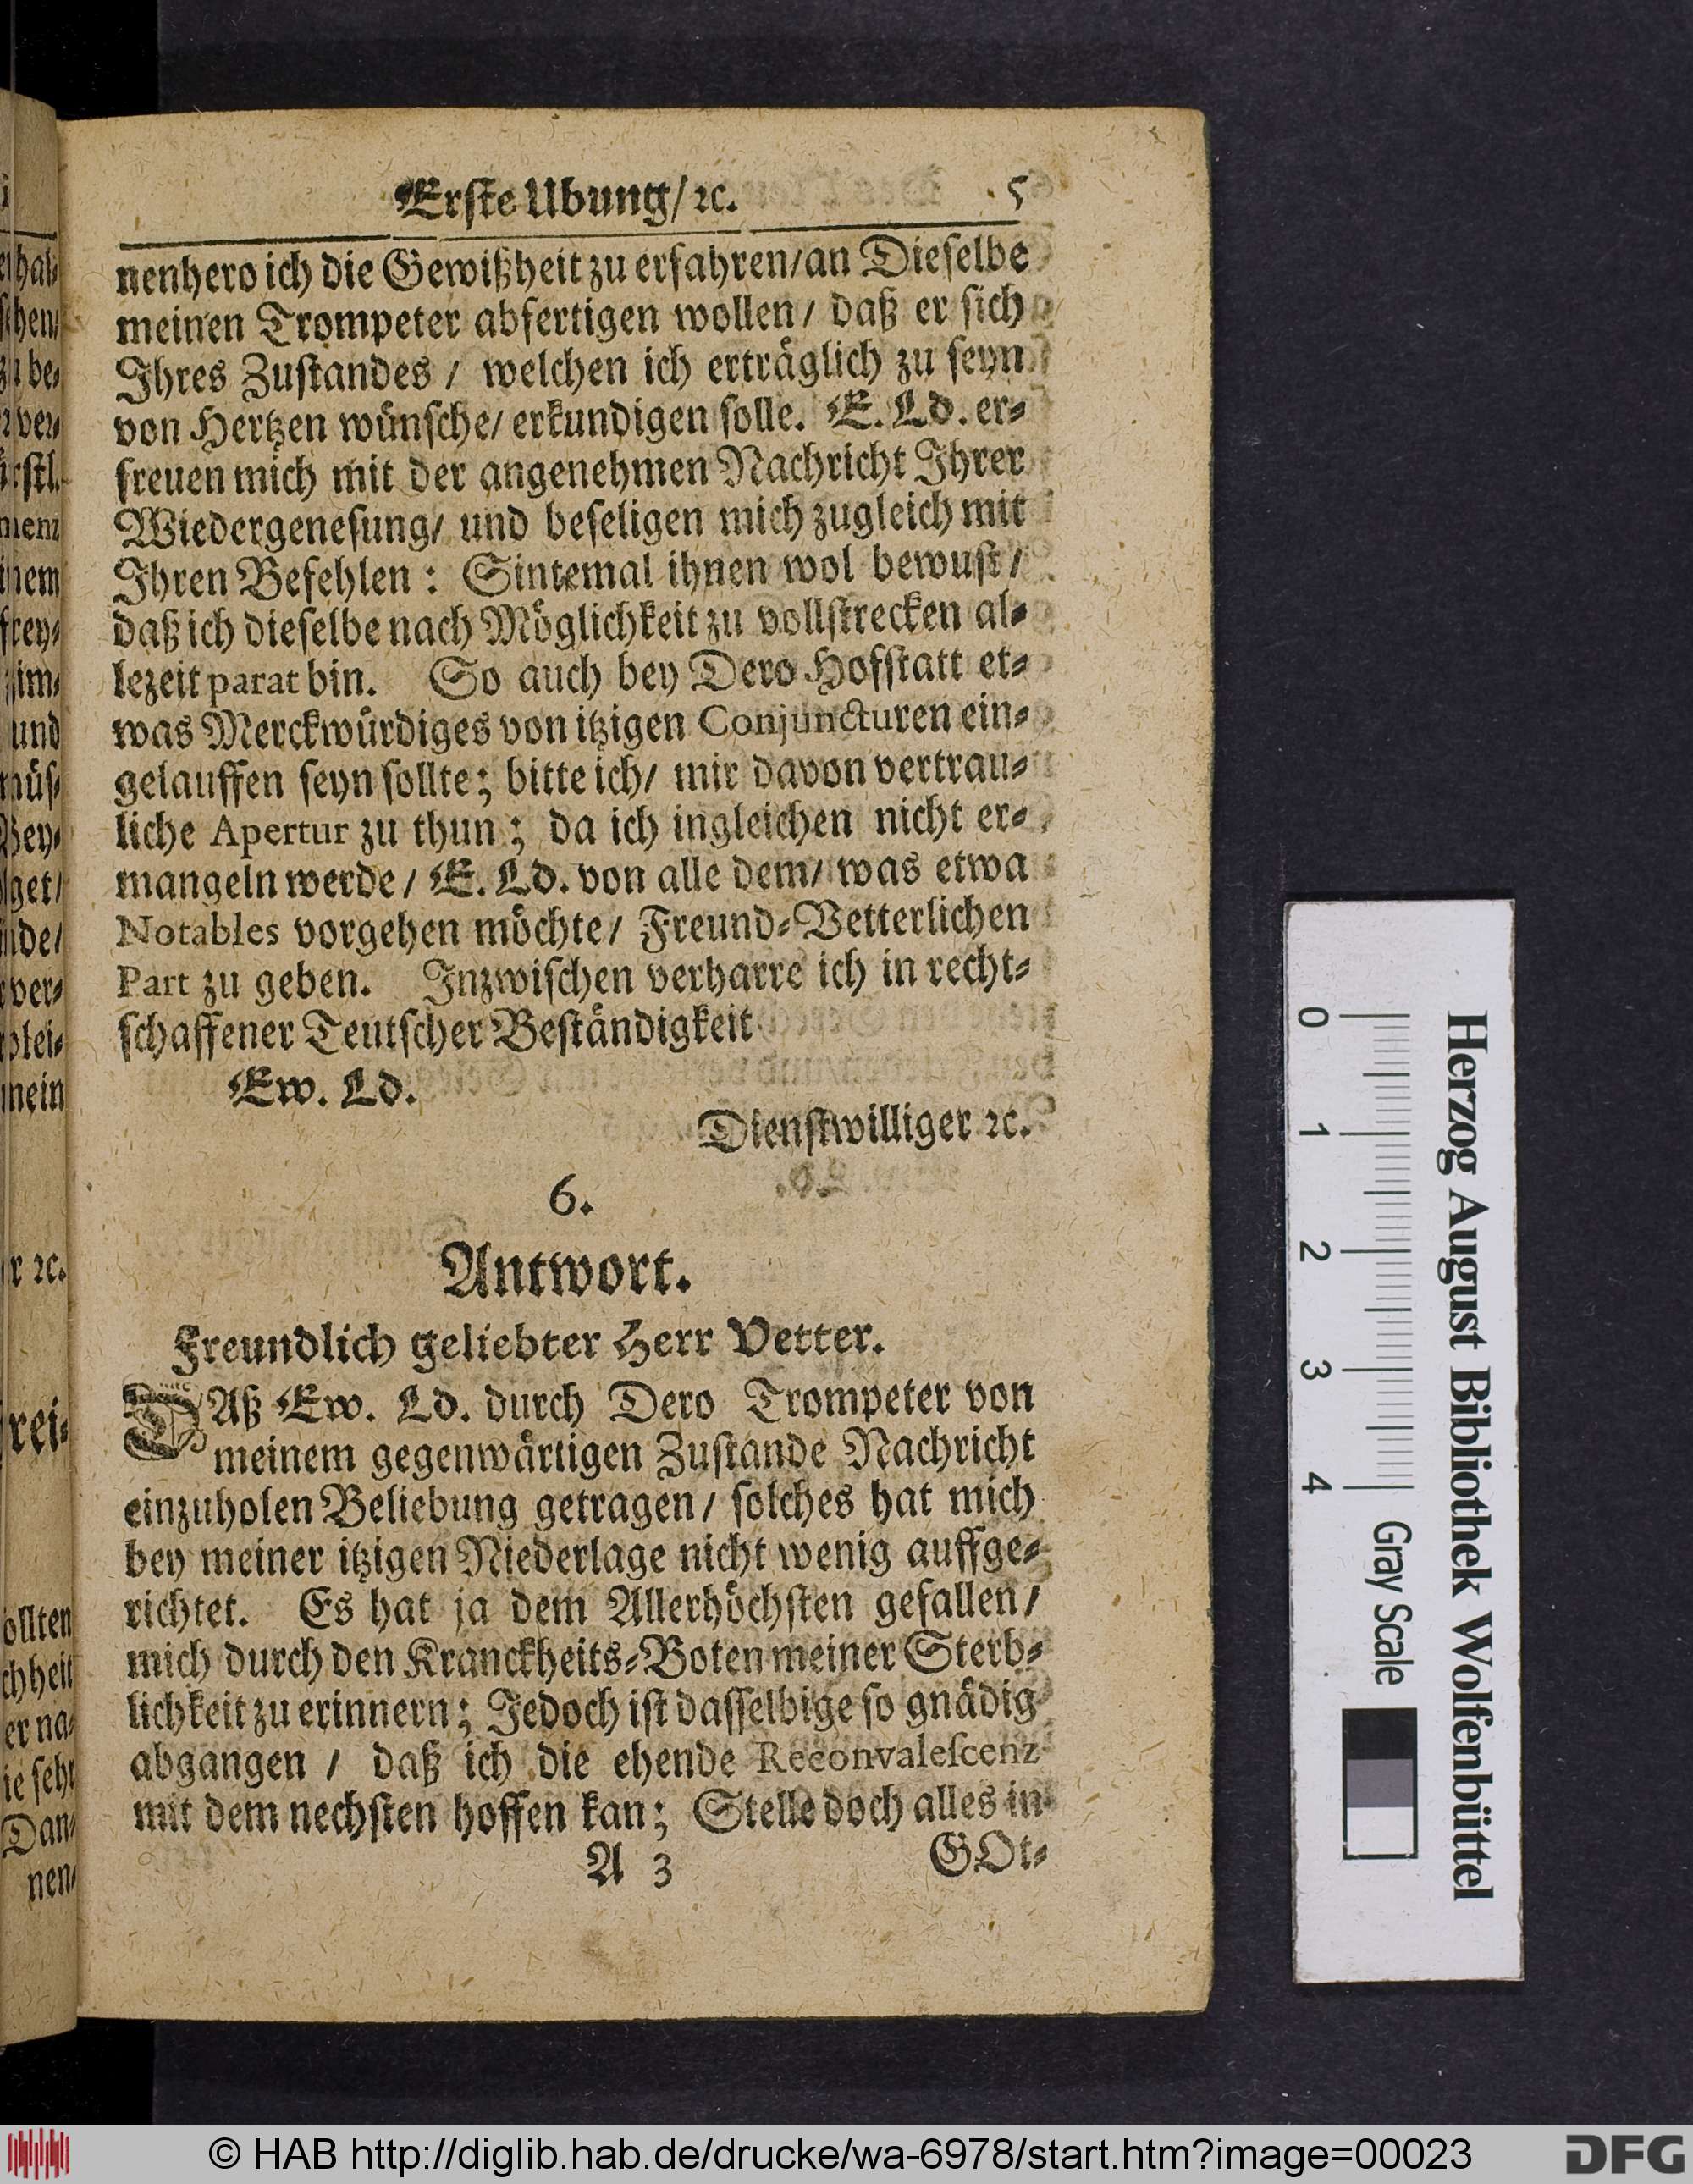 Erste Ubung/ ꝛc. 5
nenhero ich die Gewißheit zu erfahren/ an Dieselbe
meinen Trompeter abfertigen wollen/ daß er sich
Ihres Zustandes / welchen ich erträglich zu seyn
von Hertzen wünsche/ erkundigen solle. E. Ld. er-
freuen mich mit der angenehmen Nachricht Ihrer
Wiedergenesung/ und beseligen mich zugleich mit
Ihren Befehlen : Sintemal ihnen wol bewust /
daß ich dieselbe nach Möglichkeit zu vollstrecken al-
lezeit parat bin. So auch bey Dero Hofstatt et-
was Merckwürdiges von itzigen Conjuncturen ein-
gelauffen seyn sollte; bitte ich/ mir davon vertrau-
liche Apertur zu thun ; da ich ingleichen nicht er-
mangeln werde / E. Ld. von alle dem/ was etwa
Notables vorgehen möchte/ Freund-Vetterlichen
Part zu geben. Inzwischen verharre ich in recht-
schaffener Teutscher Beständigkeit
Ew. Ld.
Dienstwilliger ꝛc.
6.
Antwort.
Freundlich geliebter Herr Vetter.
DAß Ew. Ld. durch Dero Trompeter von
meinem gegenwärtigen Zustande Nachricht
einzuholen Beliebung getragen / solches hat mich
bey meiner itzigen Niederlage nicht wenig auffge-
richtet. Es hat ja dem Allerhöchsten gefallen /
mich durch den Kranckheits-Boten meiner Sterb-
lichkeit zu erinnern ; Jedoch ist dasselbige so gnädig
abgangen / daß ich die ehende Reconvalescenz
mit dem nechsten hoffen kan ; Stelle doch alles in
A 3 GOt-
Herzog August Bibliothek Wolfenbüttel
0 1 2 3 4 Gray Scale
© HAB http://diglib.hab.de/drucke/wa-6978/start.htm?image=00023
DFG